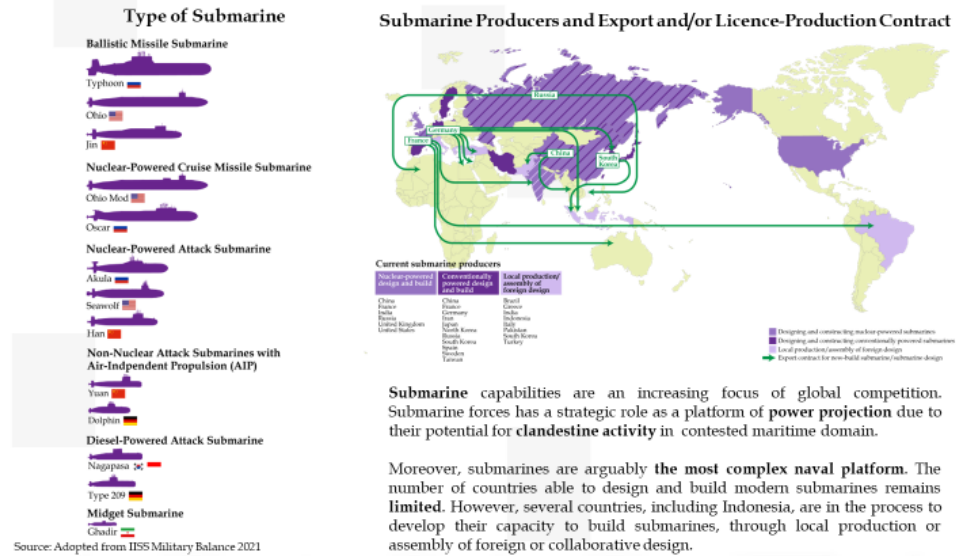 Type of Submarine
Ballistic Missile Submarine
Typhoon
Ohio
Jin
Nuclear-Powered Cruise Missile Submarine
Ohio Mod
Oscar
Nuclear-Powered Attack Submarine
Akula
Seawolf
Han
Non-Nuclear Attack Submarines with
Air-Indpendent Propulsion (AIP)
Yuan
Dolphin
Diesel-Powered Attack Submarine
Nagapasa
Type 209
Midget Submarine
Ghadir
Source: Adopted from IISS Military Balance 2021
Submarine Producers and Export and/or Licence-Production Contract
Russia
Germany
France
China
South
Korea
Current submarine producers
Nuclear-powered
design and build
China
France
India
Russia
United Kingdom
United States
Conventionally
powered design
and build
China
France
Germany
Iran
Japan
North Korea
Russia
South Korea
Spain
Sweden
Taiwan
Local production/
assembly of
foreign design
Brazil
Greece
India
Indonesia
Italy
Pakistan
South Korea
Turkey
Designing and constructing nuclear-powered submarines
Designing and constructing conventionally powered submarines
Local production/assembly of foreign design
Export contract for new-build submarine/submarine design
Submarine capabilities are an increasing focus of global competition.
Submarine forces has a strategic role as a platform of power projection due to
their potential for clandestine activity in contested maritime domain.
Moreover, submarines are arguably the most complex naval platform. The
number of countries able to design and build modern submarines remains
limited. However, several countries, including Indonesia, are in the process to
develop their capacity to build submarines, through local production or
assembly of foreign or collaborative design.